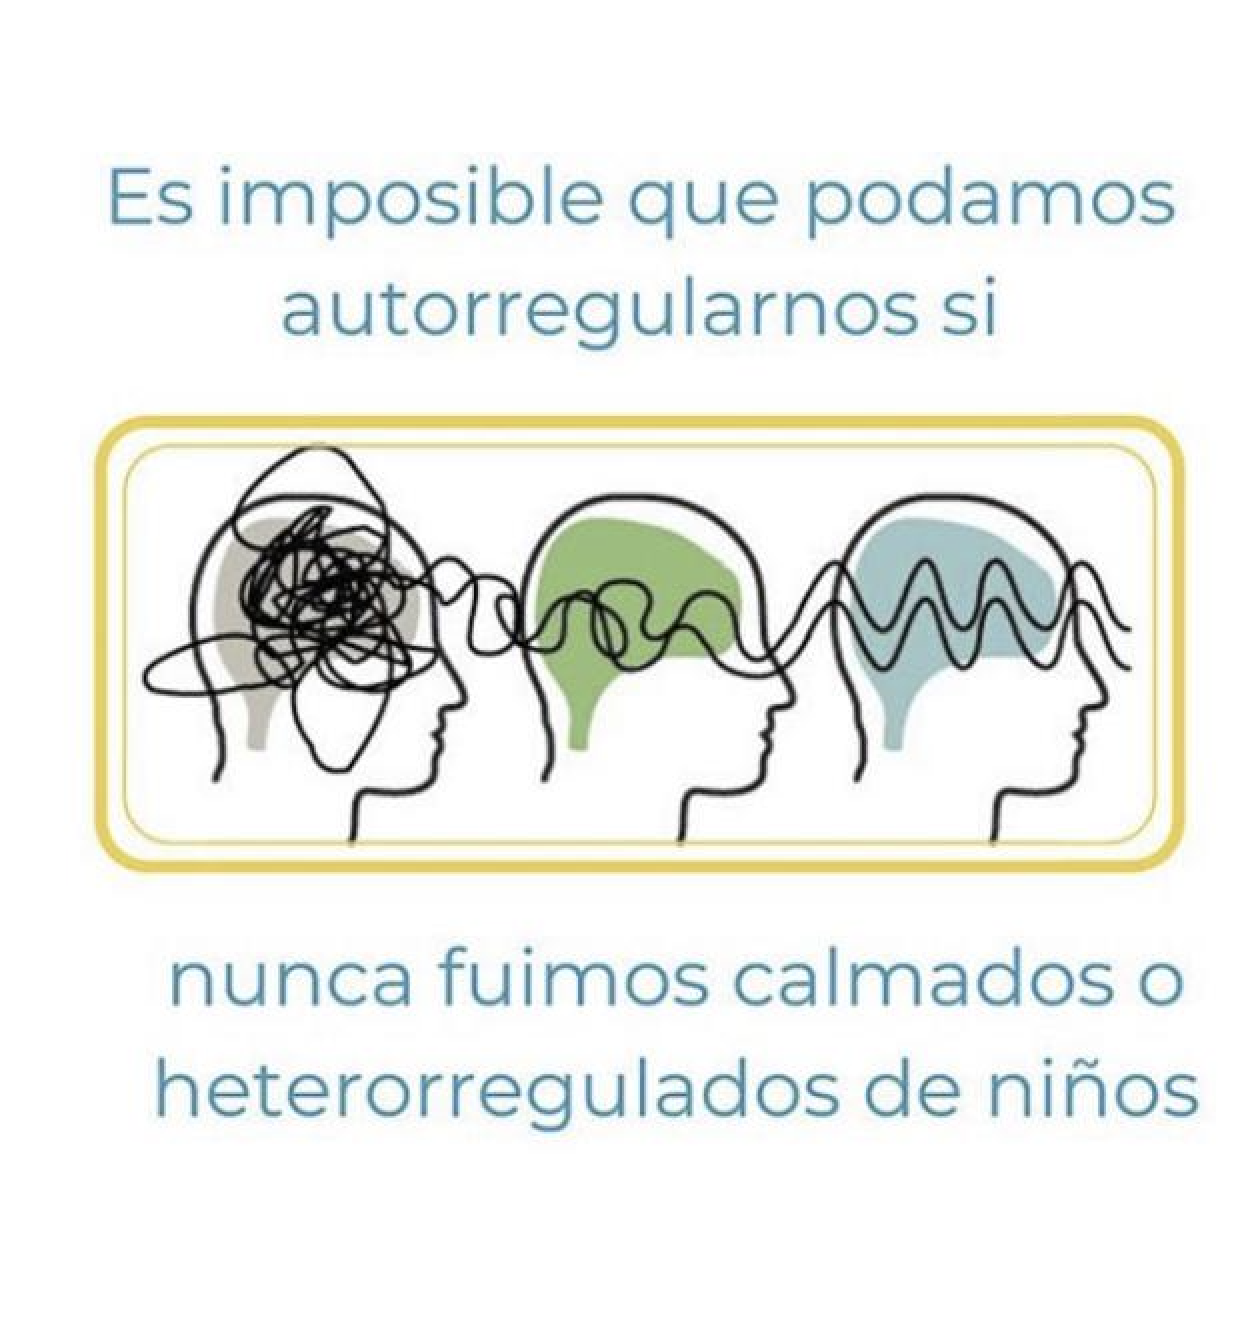 Es imposible que podamos
autorregularnos si
nunca fuimos calmados o
heterorregulados de niños